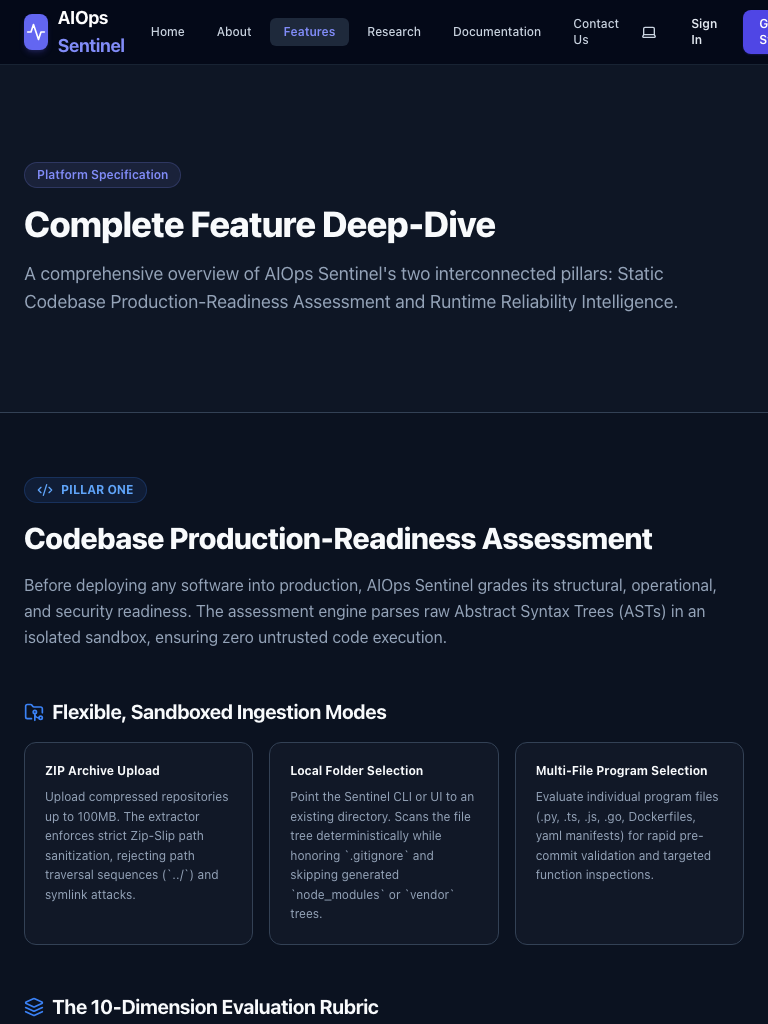 AIOps
Sentinel
Home
About
Features
Research
Documentation
Contact
Us
Sign
In
Platform Specification
Complete Feature Deep-Dive
A comprehensive overview of AIOps Sentinel's two interconnected pillars: Static
Codebase Production-Readiness Assessment and Runtime Reliability Intelligence.
PILLAR ONE
Codebase Production-Readiness Assessment
Before deploying any software into production, AIOps Sentinel grades its structural, operational,
and security readiness. The assessment engine parses raw Abstract Syntax Trees (ASTs) in an
isolated sandbox, ensuring zero untrusted code execution.
Flexible, Sandboxed Ingestion Modes
ZIP Archive Upload
Upload compressed repositories
up to 100MB. The extractor
enforces strict Zip-Slip path
sanitization, rejecting path
traversal sequences (`../`) and
symlink attacks.
Local Folder Selection
Point the Sentinel CLI or UI to an
existing directory. Scans the file
tree deterministically while
honoring `.gitignore` and
skipping generated
`node_modules` or `vendor`
trees.
Multi-File Program Selection
Evaluate individual program files
(.py, .ts, .js, .go, Dockerfiles,
yaml manifests) for rapid pre-
commit validation and targeted
function inspections.
The 10-Dimension Evaluation Rubric